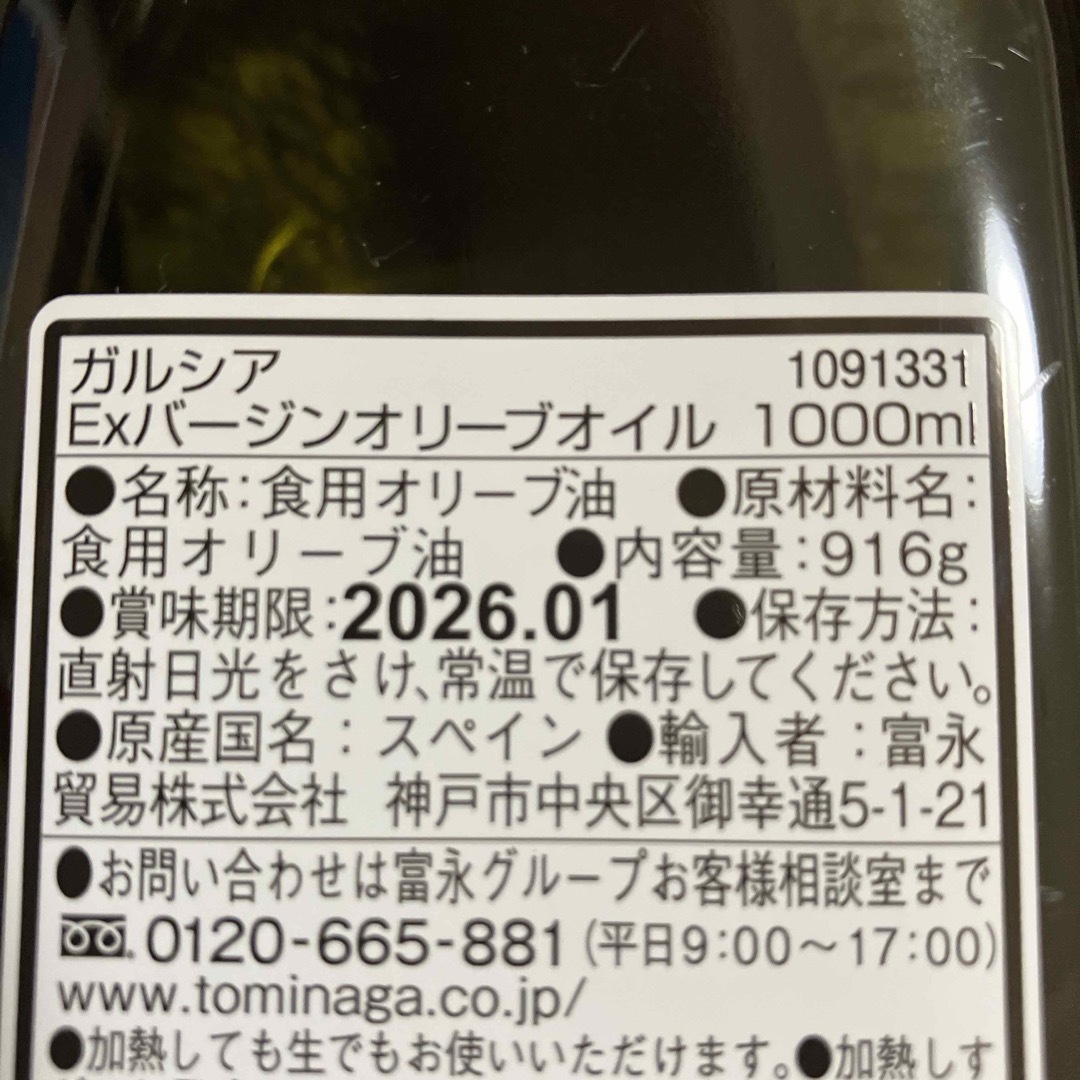 ガルシア 1091331
Exバージンオリーブオイル 1000ml
●名称:食用オリーブ油 ●原材料名:
食用オリーブ油 ●内容量:916g
●賞味期限:2026.01 ●保存方法:
直射日光をさけ、常温で保存してください。
●原産国名:スペイン ●輸入者:富永
貿易株式会社 神戸市中央区御幸通5-1-21
●お問い合わせは富永グループお客様相談室まで
0120-665-881(平日9:00～17:00)
www.tominaga.co.jp/
●加熱しても生でもお使いいただけます。●加熱しす